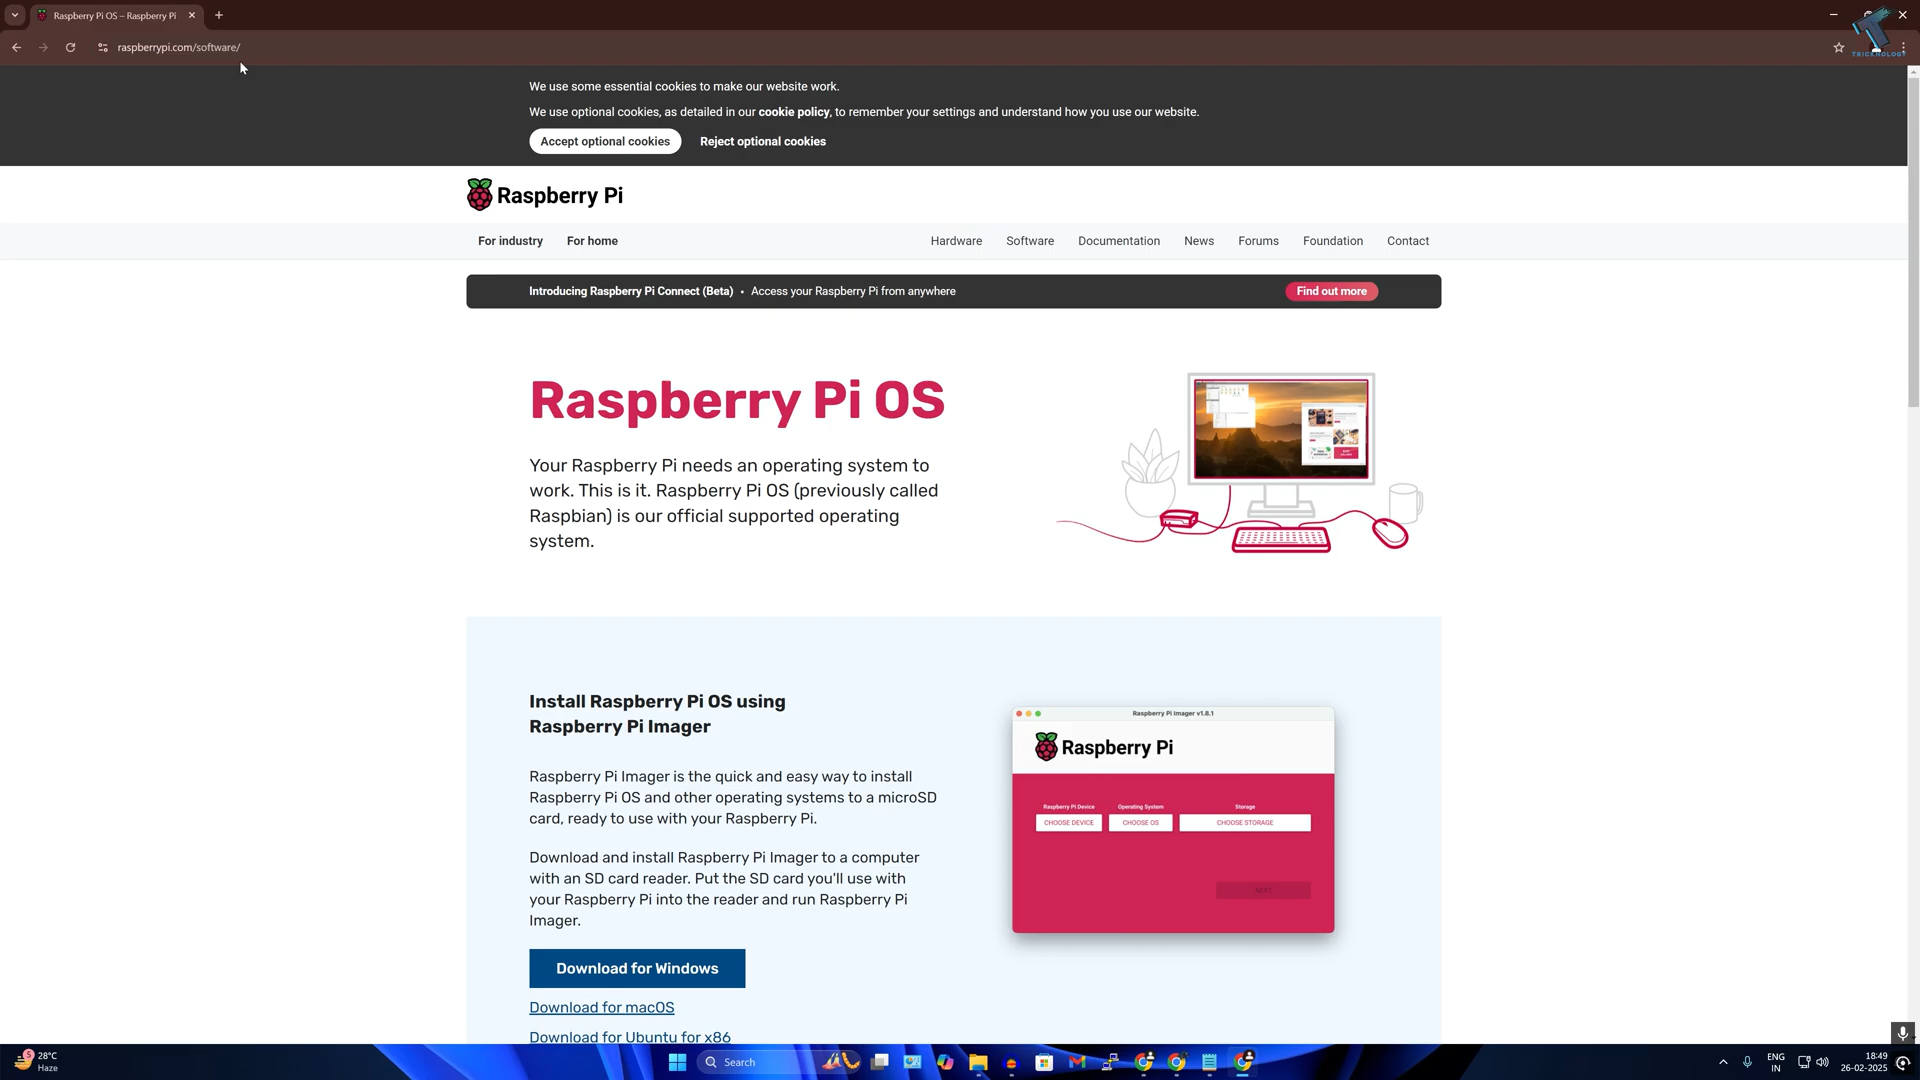 Raspberry Pi OS – Raspberry Pi
raspberrypi.com/software/
TRICKNOLOGY
We use some essential cookies to make our website work.
We use optional cookies, as detailed in our cookie policy, to remember your settings and understand how you use our website.
Accept optional cookies Reject optional cookies
Raspberry Pi
For industry For home Hardware Software Documentation News Forums Foundation Contact
Introducing Raspberry Pi Connect (Beta) • Access your Raspberry Pi from anywhere Find out more
Raspberry Pi OS
Your Raspberry Pi needs an operating system to
work. This is it. Raspberry Pi OS (previously called
Raspbian) is our official supported operating
system.
Install Raspberry Pi OS using
Raspberry Pi Imager
Raspberry Pi Imager is the quick and easy way to install
Raspberry Pi OS and other operating systems to a microSD
card, ready to use with your Raspberry Pi.
Download and install Raspberry Pi Imager to a computer
with an SD card reader. Put the SD card you'll use with
your Raspberry Pi into the reader and run Raspberry Pi
Imager.
Download for Windows
Download for macOS
Download for Ubuntu for x86
Raspberry Pi Imager v1.8.1
Raspberry Pi
Raspberry Pi Device Operating System Storage
CHOOSE DEVICE CHOOSE OS CHOOSE STORAGE
NEXT
5
28°C
Haze
Search
ENG
IN
18:49
26-02-2025